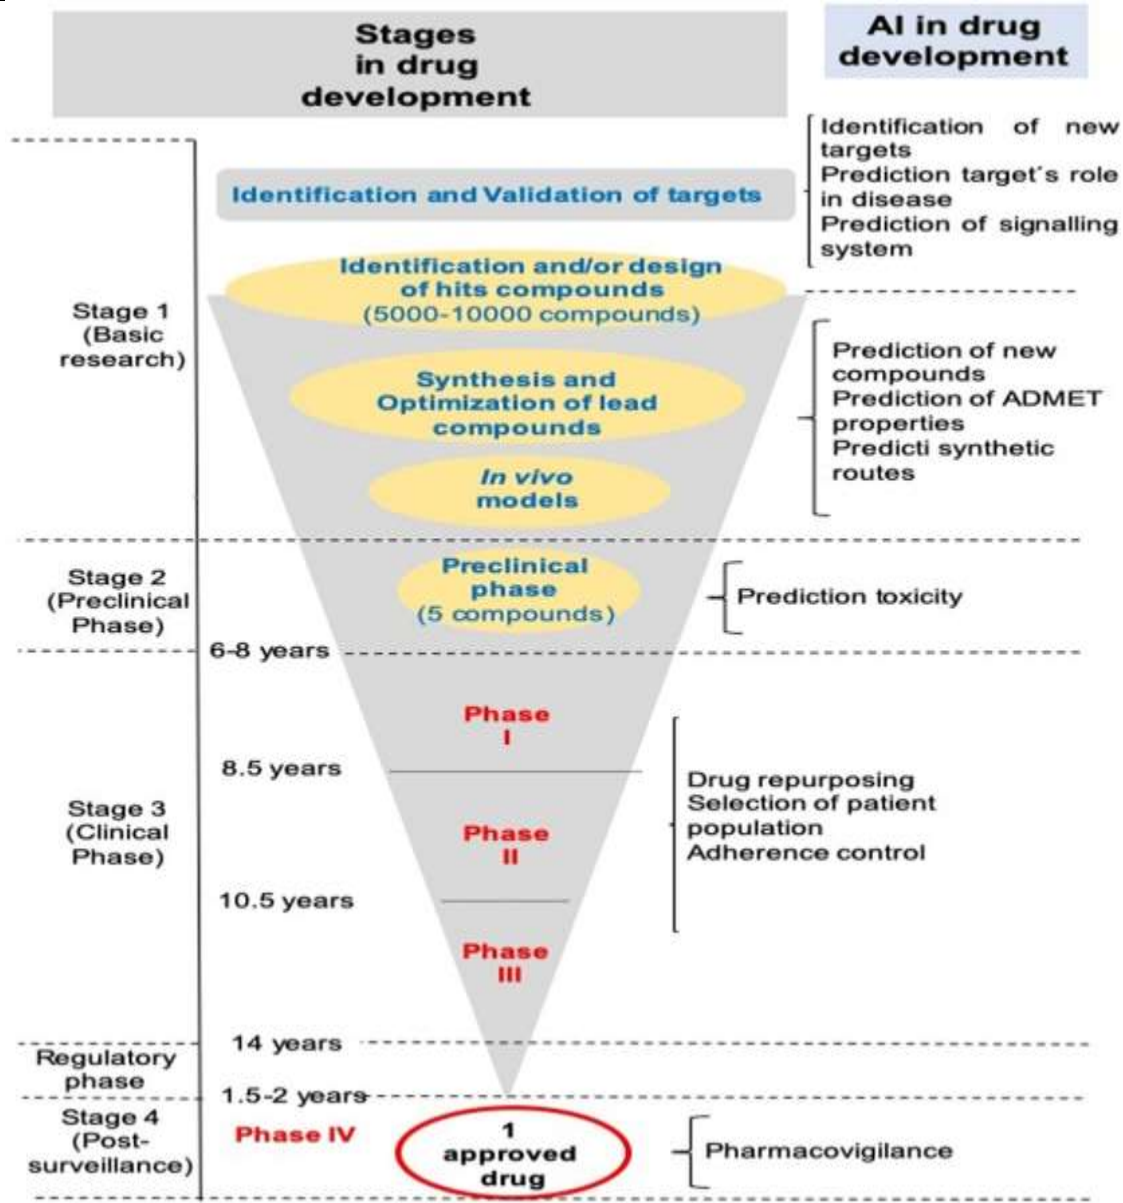 Stages
in drug
development
AI in drug
development
Identification of new
targets
Prediction target´s role
in disease
Prediction of signalling
system
Identification and Validation of targets
Stage 1
(Basic
research)
Identification and/or design
of hits compounds
(5000-10000 compounds)
Synthesis and
Optimization of lead
compounds
In vivo
models
Prediction of new
compounds
Prediction of ADMET
properties
Predicti synthetic
routes
Stage 2
(Preclinical
Phase)
Preclinical
phase
(5 compounds)
Prediction toxicity
6-8 years
Stage 3
(Clinical
Phase)
Phase
I
8.5 years
Phase
II
10.5 years
Phase
III
Drug repurposing
Selection of patient
population
Adherence control
14 years
Regulatory
phase
1.5-2 years
Stage 4
(Post-
surveillance)
Phase IV
1
approved
drug
Pharmacovigilance